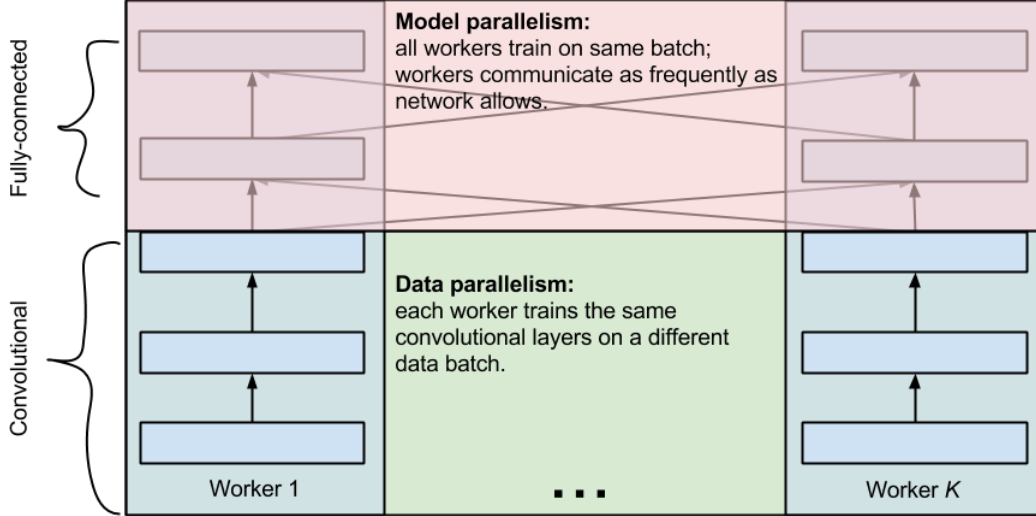 Fully-connected
Model parallelism:
all workers train on same batch;
workers communicate as frequently as
network allows.
Convolutional
Data parallelism:
each worker trains the same
convolutional layers on a different
data batch.
Worker 1
...
Worker K